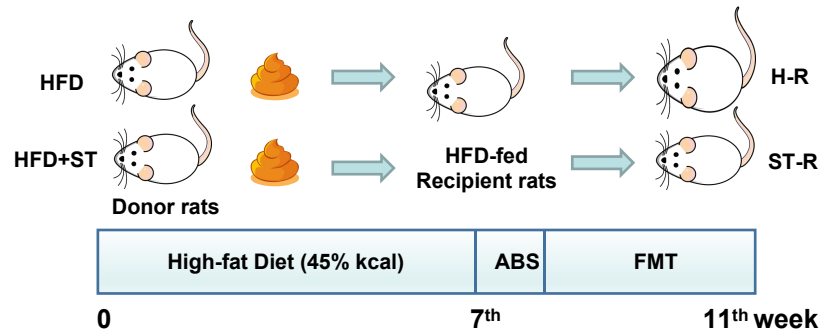 HFD
H-R
HFD+ST
HFD-fed
Recipient rats
ST-R
Donor rats
High-fat Diet (45% kcal)
ABS
FMT
0
7th
11th week